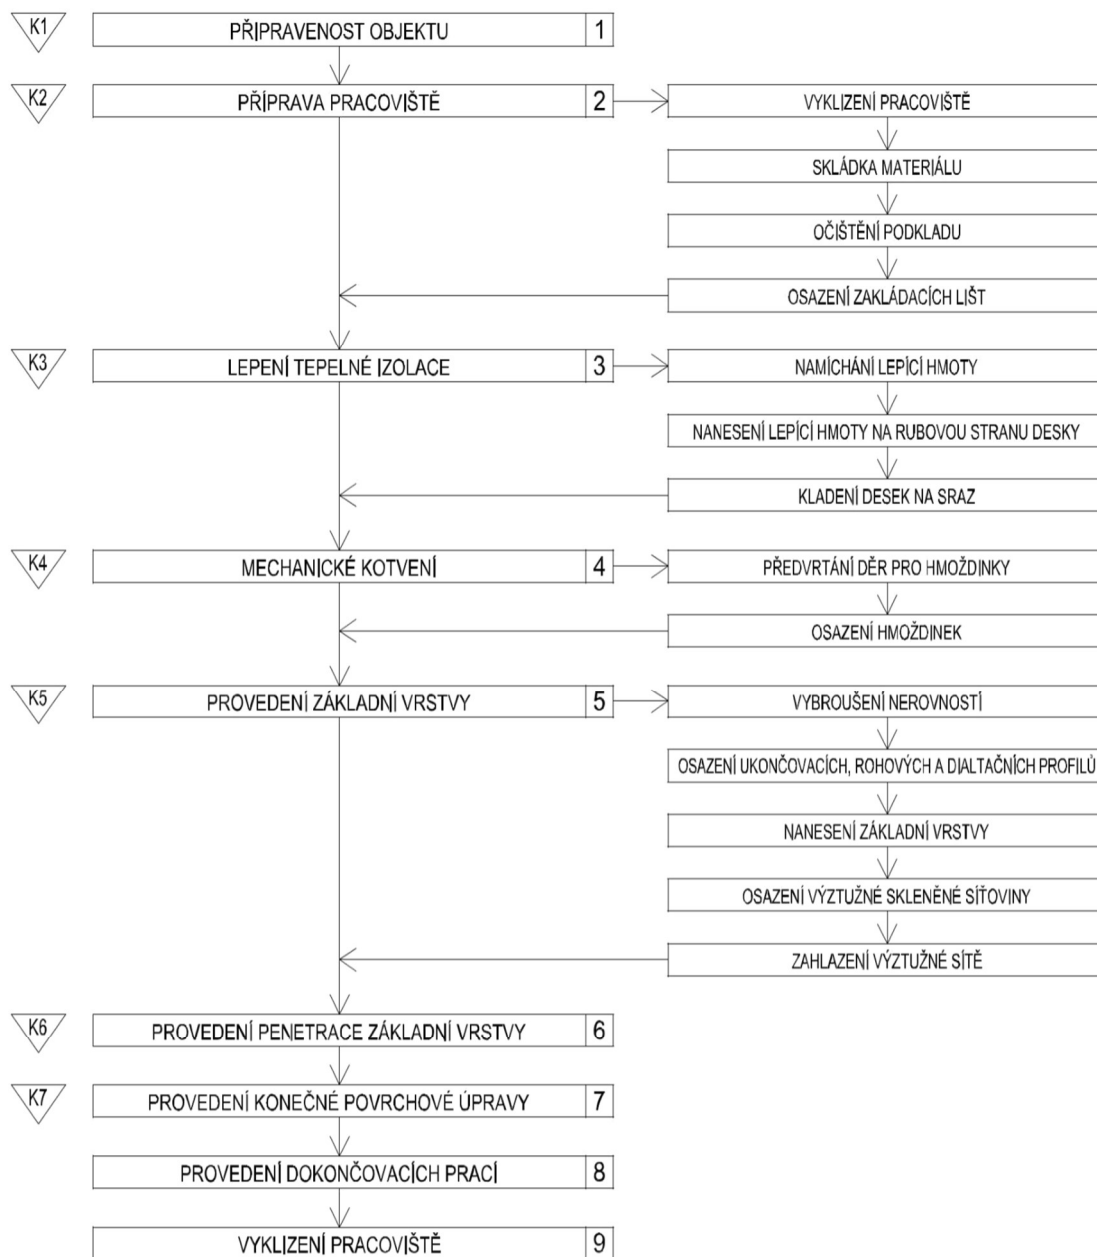 K1 PŘIPRAVENOST OBJEKTU 1
K2 PŘÍPRAVA PRACOVIŠTĚ 2
VYKLIZENÍ PRACOVIŠTĚ
SKLÁDKA MATERIÁLU
OČIŠTĚNÍ PODKLADU
OSAZENÍ ZAKLÁDACÍCH LIŠT
K3 LEPENÍ TEPELNÉ IZOLACE 3
NAMÍCHÁNÍ LEPÍCÍ HMOTY
NANESENÍ LEPÍCÍ HMOTY NA RUBOVOU STRANU DESKY
KLADENÍ DESEK NA SRAZ
K4 MECHANICKÉ KOTVENÍ 4
PŘEDVRTÁNÍ DĚR PRO HMOŽDINKY
OSAZENÍ HMOŽDINEK
K5 PROVEDENÍ ZÁKLADNÍ VRSTVY 5
VYBROUŠENÍ NEROVNOSTÍ
OSAZENÍ UKONČOVACÍCH, ROHOVÝCH A DIALTAČNÍCH PROFILŮ
NANESENÍ ZÁKLADNÍ VRSTVY
OSAZENÍ VÝZTUŽNÉ SKLENĚNÉ SÍŤOVINY
ZAHLAZENÍ VÝZTUŽNÉ SÍTĚ
K6 PROVEDENÍ PENETRACE ZÁKLADNÍ VRSTVY 6
K7 PROVEDENÍ KONEČNÉ POVRCHOVÉ ÚPRAVY 7
PROVEDENÍ DOKONČOVACÍCH PRACÍ 8
VYKLIZENÍ PRACOVIŠTĚ 9